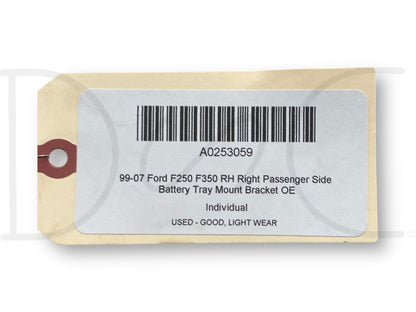 A0253059
99-07 Ford F250 F350 RH Right Passenger Side
Battery Tray Mount Bracket OE
Individual
USED - GOOD, LIGHT WEAR